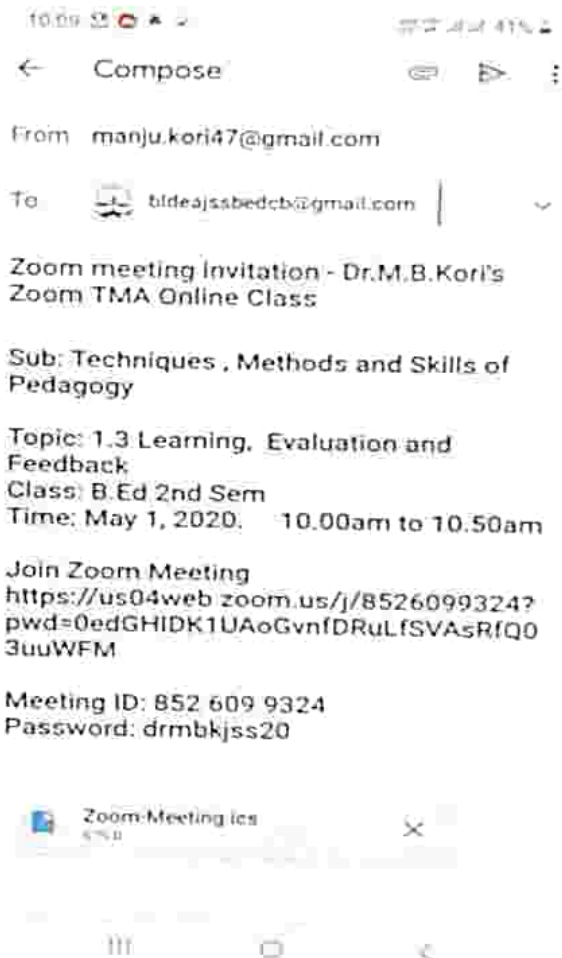 10:09 41%
Compose
From manju.kori47@gmail.com
To bldeajssbedcb@gmail.com
Zoom meeting invitation - Dr.M.B.Kori's
Zoom TMA Online Class
Sub: Techniques , Methods and Skills of
Pedagogy
Topic: 1.3 Learning, Evaluation and
Feedback
Class: B.Ed 2nd Sem
Time: May 1, 2020. 10.00am to 10.50am
Join Zoom Meeting
https://us04web.zoom.us/j/8526099324?
pwd=0edGHIDK1UAoGvnfDRuLfSVAsRfQ0
3uuWFM
Meeting ID: 852 609 9324
Password: drmbkjss20
Zoom-Meeting.ics